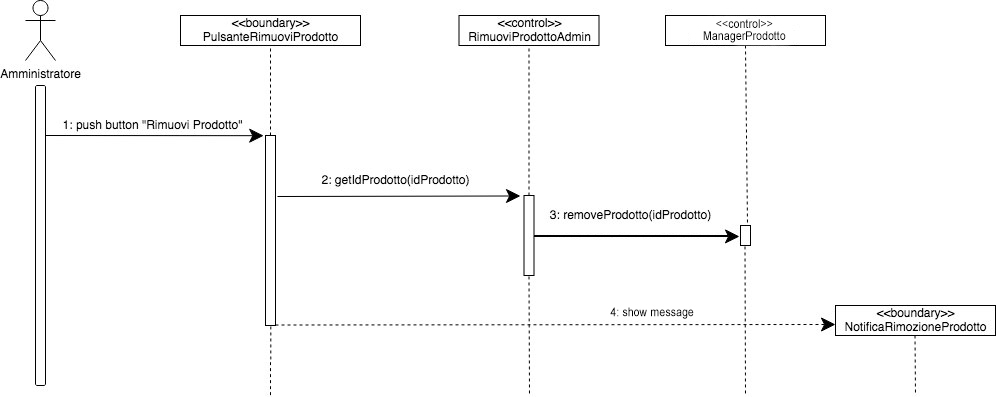 <<boundary>>
PulsanteRimuoviProdotto
<<control>>
RimuoviProdottoAdmin
<<control>>
ManagerProdotto
Amministratore
1: push button "Rimuovi Prodotto"
2: getIdProdotto(idProdotto)
3: removeProdotto(idProdotto)
4: show message
<<boundary>>
NotificaRimozioneProdotto